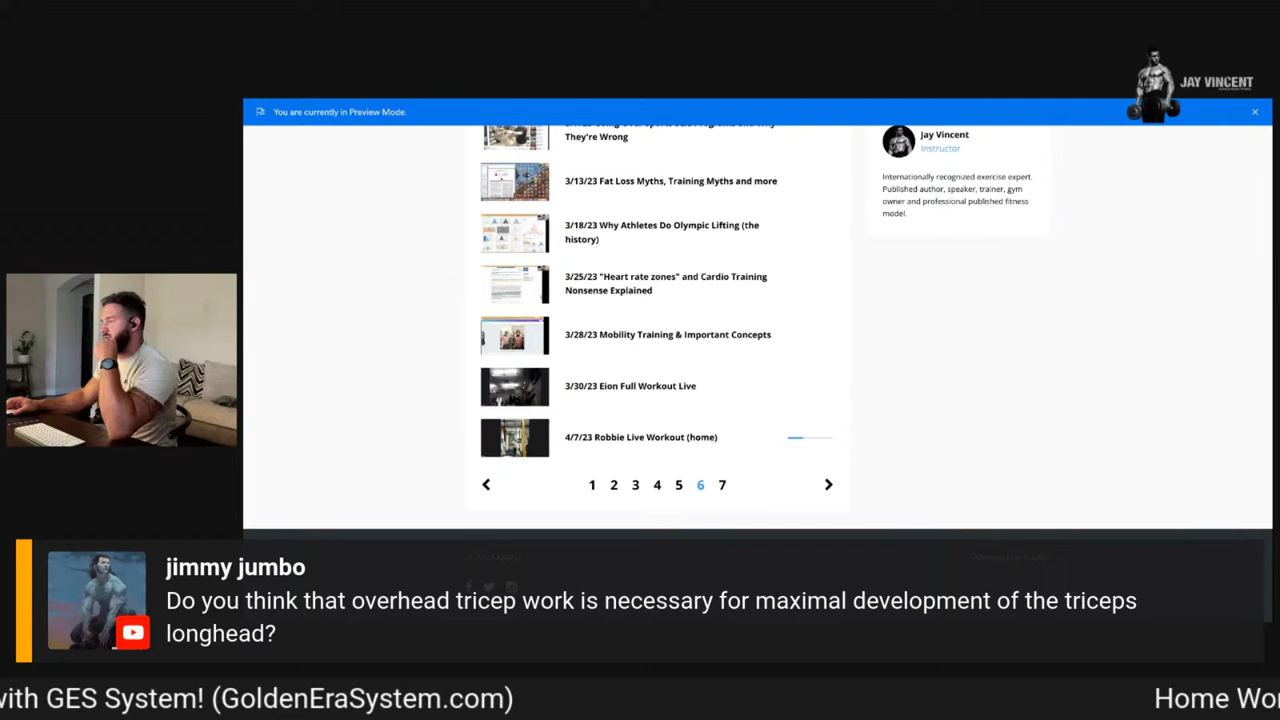 JAY VINCENT
You are currently in Preview Mode.
They're Wrong
3/13/23 Fat Loss Myths, Training Myths and more
3/18/23 Why Athletes Do Olympic Lifting (the
history)
3/25/23 "Heart rate zones" and Cardio Training
Nonsense Explained
3/28/23 Mobility Training & Important Concepts
3/30/23 Eion Full Workout Live
4/7/23 Robbie Live Workout (home)
1 2 3 4 5 6 7
Jay Vincent
Instructor
Internationally recognized exercise expert.
Published author, speaker, trainer, gym
owner and professional published fitness
model.
jimmy jumbo
Do you think that overhead tricep work is necessary for maximal development of the triceps
longhead?
with GES System! (GoldenEraSystem.com)
Home Wor